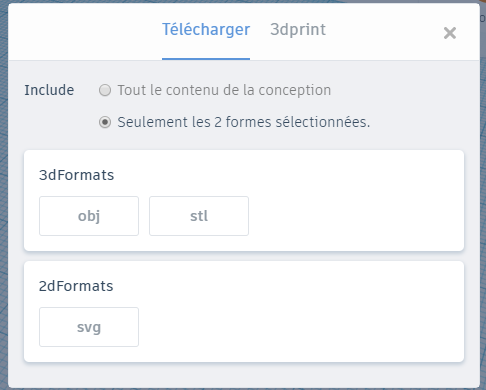 Télécharger 3dprint
Include Tout le contenu de la conception
Seulement les 2 formes sélectionnées.
3dFormats
obj stl
2dFormats
svg